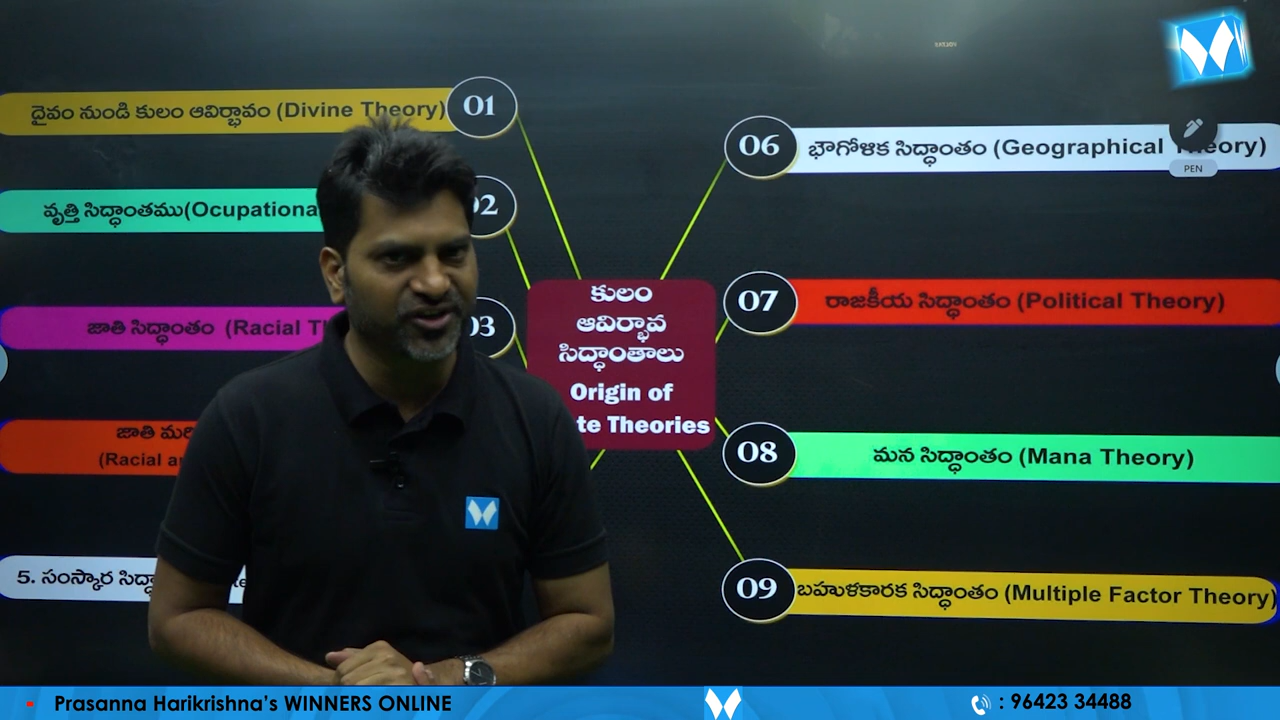 దైవం నుండి కులం ఆవిర్భావం (Divine Theory)
01
వృత్తి సిద్ధాంతము(Ocupationa
02
జాతి సిద్ధాంతం (Racial
03
జాతి
(Racial
5. సంస్కార
కులం
ఆవిర్భావ
సిద్ధాంతాలు
Origin of
te Theories
06
భౌగోళిక సిద్ధాంతం (Geographical Theory)
PEN
07
రాజకీయ సిద్ధాంతం (Political Theory)
08
మన సిద్ధాంతం (Mana Theory)
09
బహుళకారక సిద్ధాంతం (Multiple Factor Theory)
Prasanna Harikrishna's WINNERS ONLINE
: 96423 34488